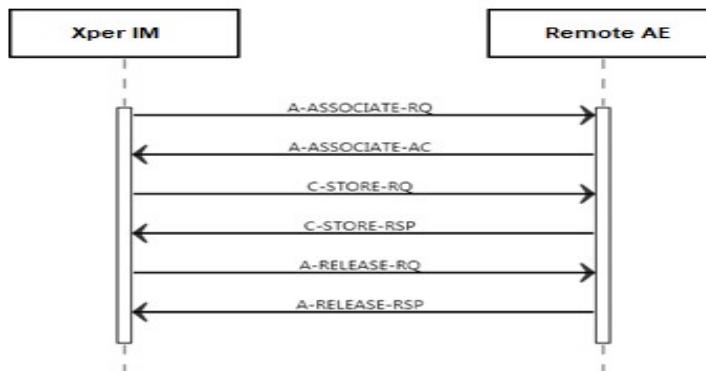 Xper IM
Remote AE
A-ASSOCIATE-RQ
A-ASSOCIATE-AC
C-STORE-RQ
C-STORE-RSP
A-RELEASE-RQ
A-RELEASE-RSP